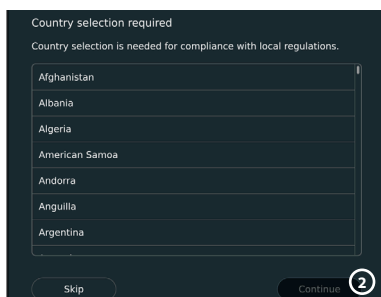 Country selection required
Country selection is needed for compliance with local regulations.
Afghanistan
Albania
Algeria
American Samoa
Andorra
Anguilla
Argentina
Skip
Continue
2